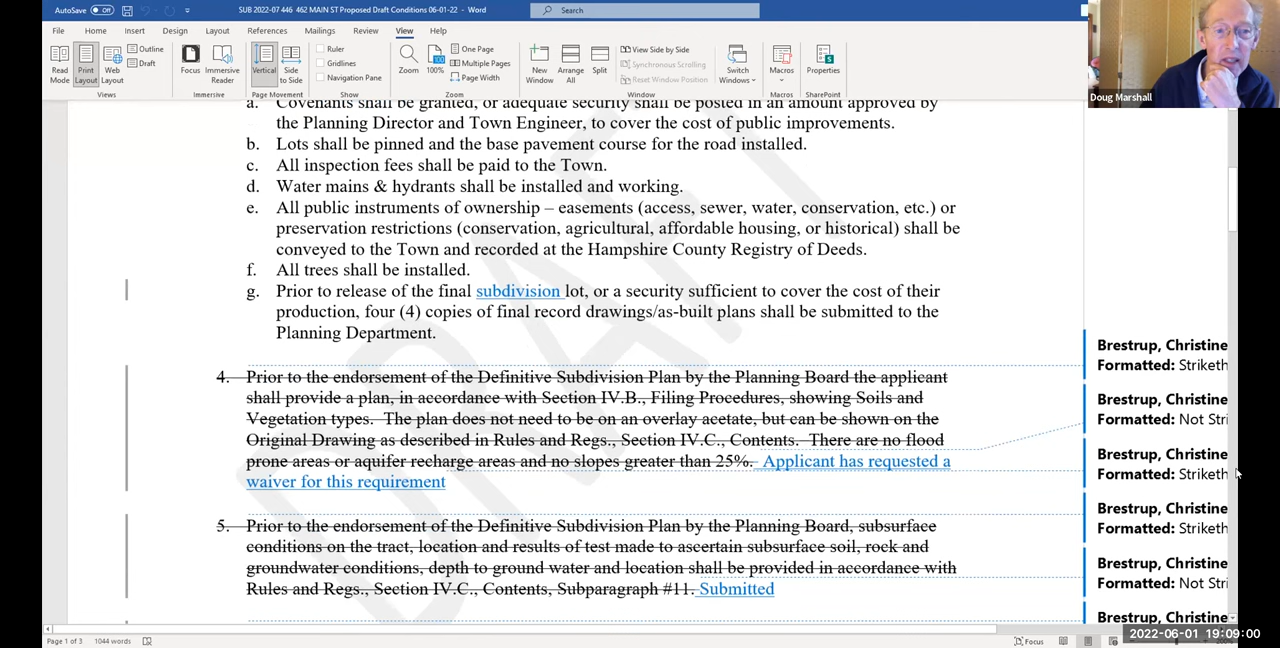 AutoSave Off SUB 2022-07 446 462 MAIN ST Proposed Draft Conditions 06-01-22 - Word Search
File Home Insert Design Layout References Mailings Review View Help
Read Mode Print Layout Web Layout Outline Draft Views
Focus Immersive Reader Immersive
Vertical Side to Side Page Movement
Ruler Gridlines Navigation Pane Show
Zoom 100% One Page Multiple Pages Page Width Zoom
New Window Arrange All Split View Side by Side Synchronous Scrolling Reset Window Position Window
Switch Windows Macros Macros Properties SharePoint
Doug Marshall
a. Covenants shall be granted, or adequate security shall be posted in an amount approved by
the Planning Director and Town Engineer, to cover the cost of public improvements.
b. Lots shall be pinned and the base pavement course for the road installed.
c. All inspection fees shall be paid to the Town.
d. Water mains & hydrants shall be installed and working.
e. All public instruments of ownership – easements (access, sewer, water, conservation, etc.) or
preservation restrictions (conservation, agricultural, affordable housing, or historical) shall be
conveyed to the Town and recorded at the Hampshire County Registry of Deeds.
f. All trees shall be installed.
g. Prior to release of the final subdivision lot, or a security sufficient to cover the cost of their
production, four (4) copies of final record drawings/as-built plans shall be submitted to the
Planning Department.
4. Prior to the endorsement of the Definitive Subdivision Plan by the Planning Board the applicant
shall provide a plan, in accordance with Section IV.B., Filing Procedures, showing Soils and
Vegetation types. The plan does not need to be on an overlay acetate, but can be shown on the
Original Drawing as described in Rules and Regs., Section IV.C., Contents. There are no flood
prone areas or aquifer recharge areas and no slopes greater than 25%. Applicant has requested a
waiver for this requirement
5. Prior to the endorsement of the Definitive Subdivision Plan by the Planning Board, subsurface
conditions on the tract, location and results of test made to ascertain subsurface soil, rock and
groundwater conditions, depth to ground water and location shall be provided in accordance with
Rules and Regs., Section IV.C., Contents, Subparagraph #11. Submitted
DRAFT
Brestrup, Christine
Formatted: Striketh
Brestrup, Christine
Formatted: Not Stri
Brestrup, Christine
Formatted: Striketh
Brestrup, Christine
Formatted: Striketh
Brestrup, Christine
Formatted: Not Stri
Brestrup, Christine
Page 1 of 3 1044 words Focus
2022-06-01 19:09:00